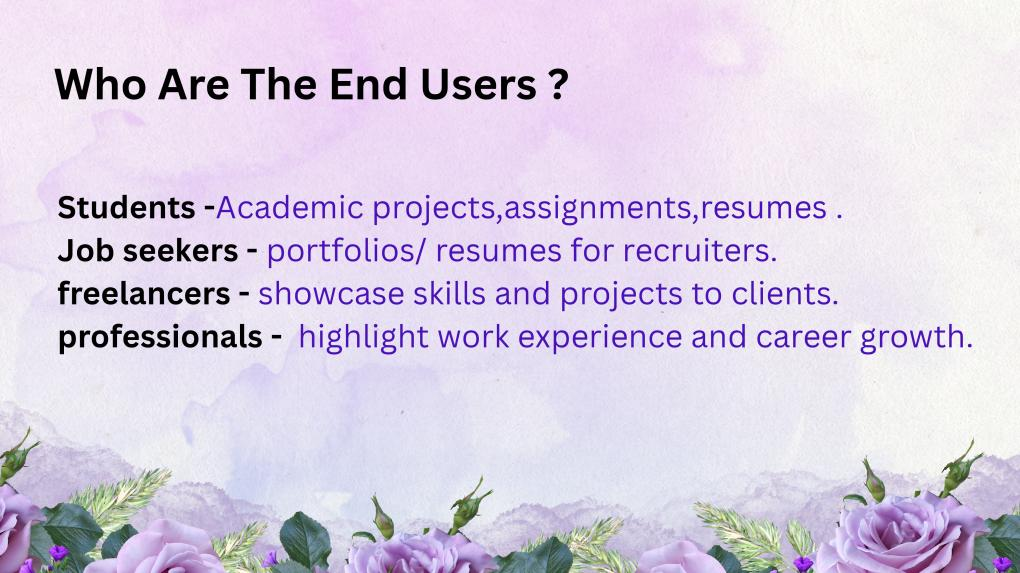 Who Are The End Users ?
Students -Academic projects,assignments,resumes .
Job seekers - portfolios/ resumes for recruiters.
freelancers - showcase skills and projects to clients.
professionals -  highlight work experience and career growth.